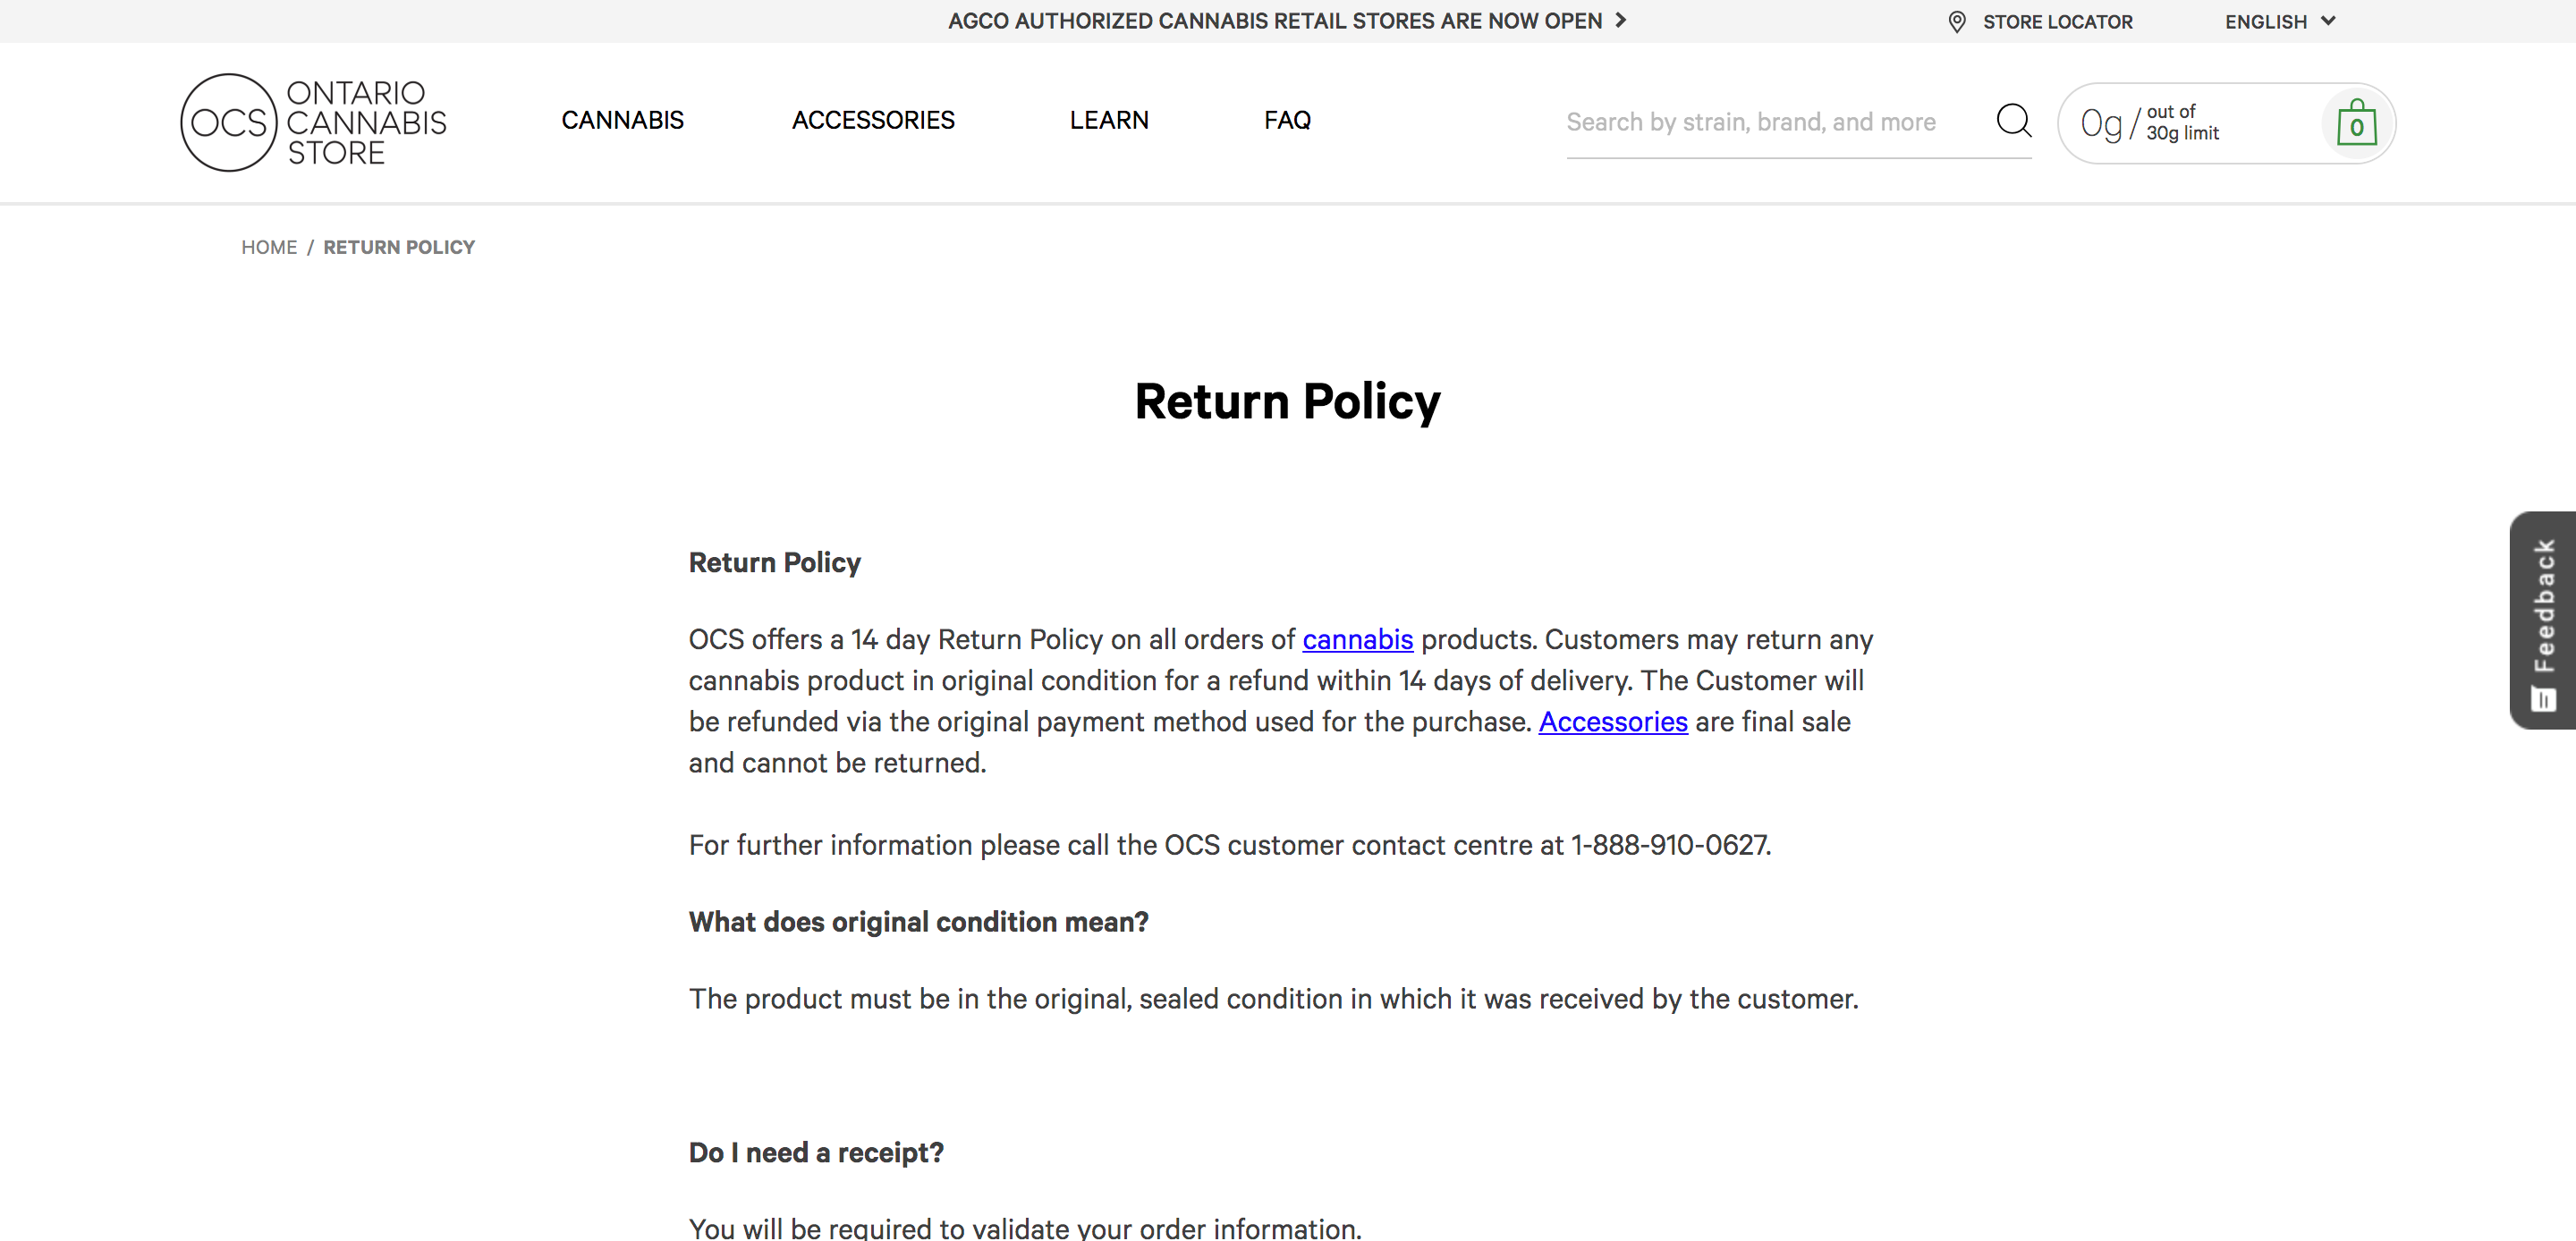 AGCO AUTHORIZED CANNABIS RETAIL STORES ARE NOW OPEN
STORE LOCATOR
ENGLISH
OCS
ONTARIO
CANNABIS
STORE
CANNABIS
ACCESSORIES
LEARN
FAQ
Search by strain, brand, and more
0g/
out of
30g limit
0
HOME / RETURN POLICY
Return Policy
Return Policy
OCS offers a 14 day Return Policy on all orders of cannabis products. Customers may return any
cannabis product in original condition for a refund within 14 days of delivery. The Customer will
be refunded via the original payment method used for the purchase. Accessories are final sale
and cannot be returned.
For further information please call the OCS customer contact centre at 1-888-910-0627.
What does original condition mean?
The product must be in the original, sealed condition in which it was received by the customer.
Do I need a receipt?
You will be required to validate your order information.
Feedback